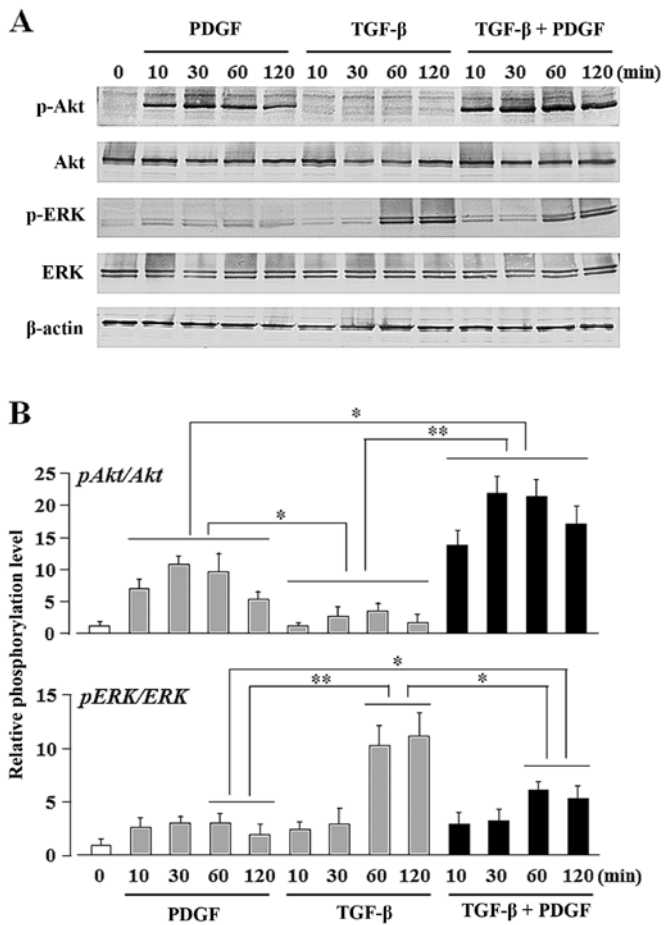 A
PDGF TGF-β TGF-β + PDGF
0 10 30 60 120 10 30 60 120 10 30 60 120 (min)
p-Akt
Akt
p-ERK
ERK
β-actin
B
*
**
pAkt/Akt
*
25
20
15
10
5
0
Relative phosphorylation level
*
pERK/ERK
**
*
15
10
5
0
0 10 30 60 120 10 30 60 120 10 30 60 120 (min)
PDGF TGF-β TGF-β + PDGF